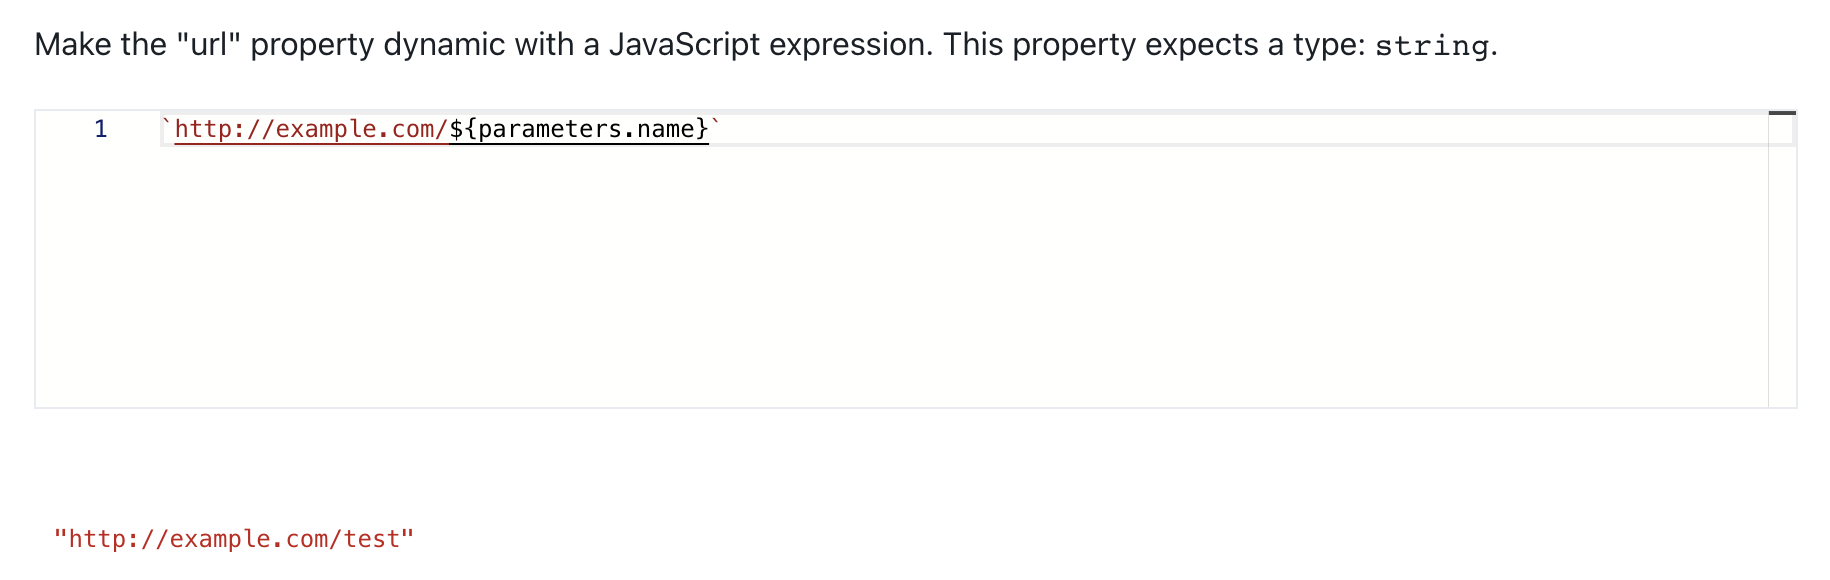 Make the "url" property dynamic with a JavaScript expression. This property expects a type: string.
1 `http://example.com/${parameters.name}`
"http://example.com/test"